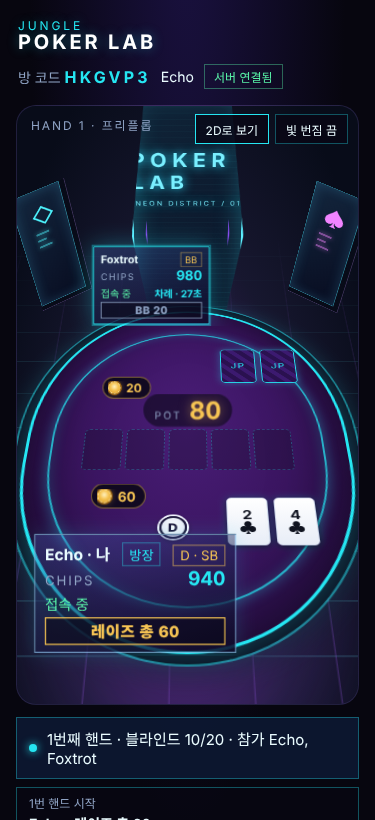 JUNGLE
POKER LAB
방 코드 HKGVP3 Echo 서버 연결됨
HAND 1 · 프리플롭
2D로 보기
빛 번짐 끔
POKER
LAB
NEON DISTRICT / 01
Foxtrot BB
CHIPS 980
접속 중 차례 · 27초
BB 20
JP JP
20
POT 80
60
D
2 4
Echo · 나 방장 D · SB
CHIPS 940
접속 중
레이즈 총 60
1번째 핸드 · 블라인드 10/20 · 참가 Echo,
Foxtrot
1번 핸드 시작